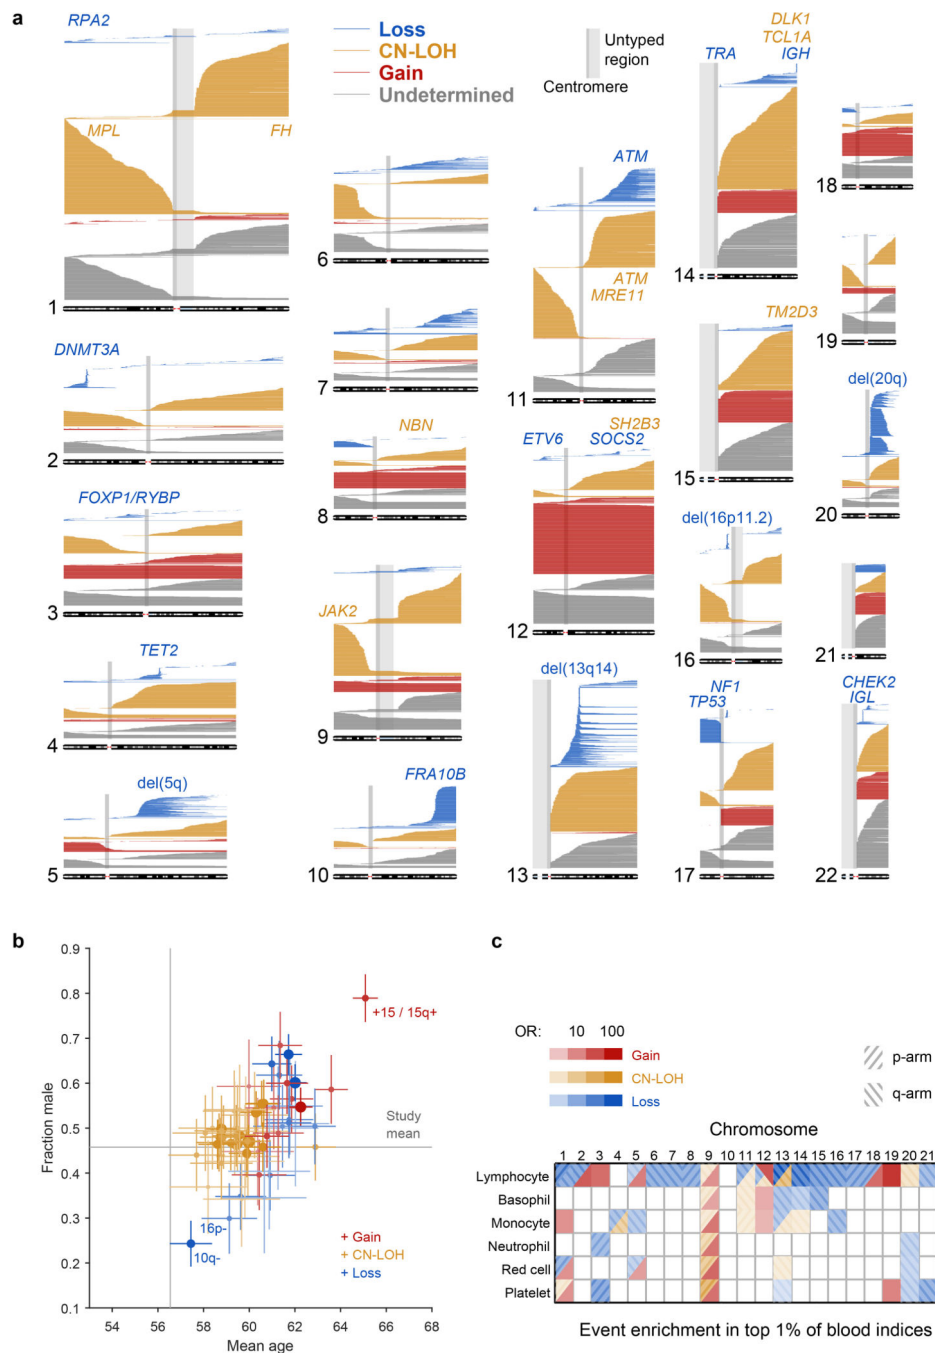 a
RPA2
Loss
CN-LOH
Gain
Undetermined
Untyped
region
Centromere
DLK1
TCL1A
TRA
IGH
MPL
FH
1
6
ATM
ATM
MRE11
11
14
18
19
DNMT3A
2
7
TM2D3
15
del(20q)
20
NBN
8
SH2B3
ETV6
SOCS2
12
FOXP1/RYBP
3
del(16p11.2)
16
21
JAK2
9
TET2
4
del(13q14)
13
NF1
TP53
17
CHEK2
IGL
22
del(5q)
5
FRA10B
10
b
0.9
0.8
0.7
0.6
0.5
0.4
0.3
0.2
0.1
Fraction male
54
56
58
60
62
64
66
68
Mean age
+15 / 15q+
Study
mean
16p-
10q-
+ Gain
+ CN-LOH
+ Loss
c
OR:
10
100
Gain
CN-LOH
Loss
p-arm
q-arm
Chromosome
1 2 3 4 5 6 7 8 9 10 11 12 13 14 15 16 17 18 19 20 21
Lymphocyte
Basophil
Monocyte
Neutrophil
Red cell
Platelet
Event enrichment in top 1% of blood indices